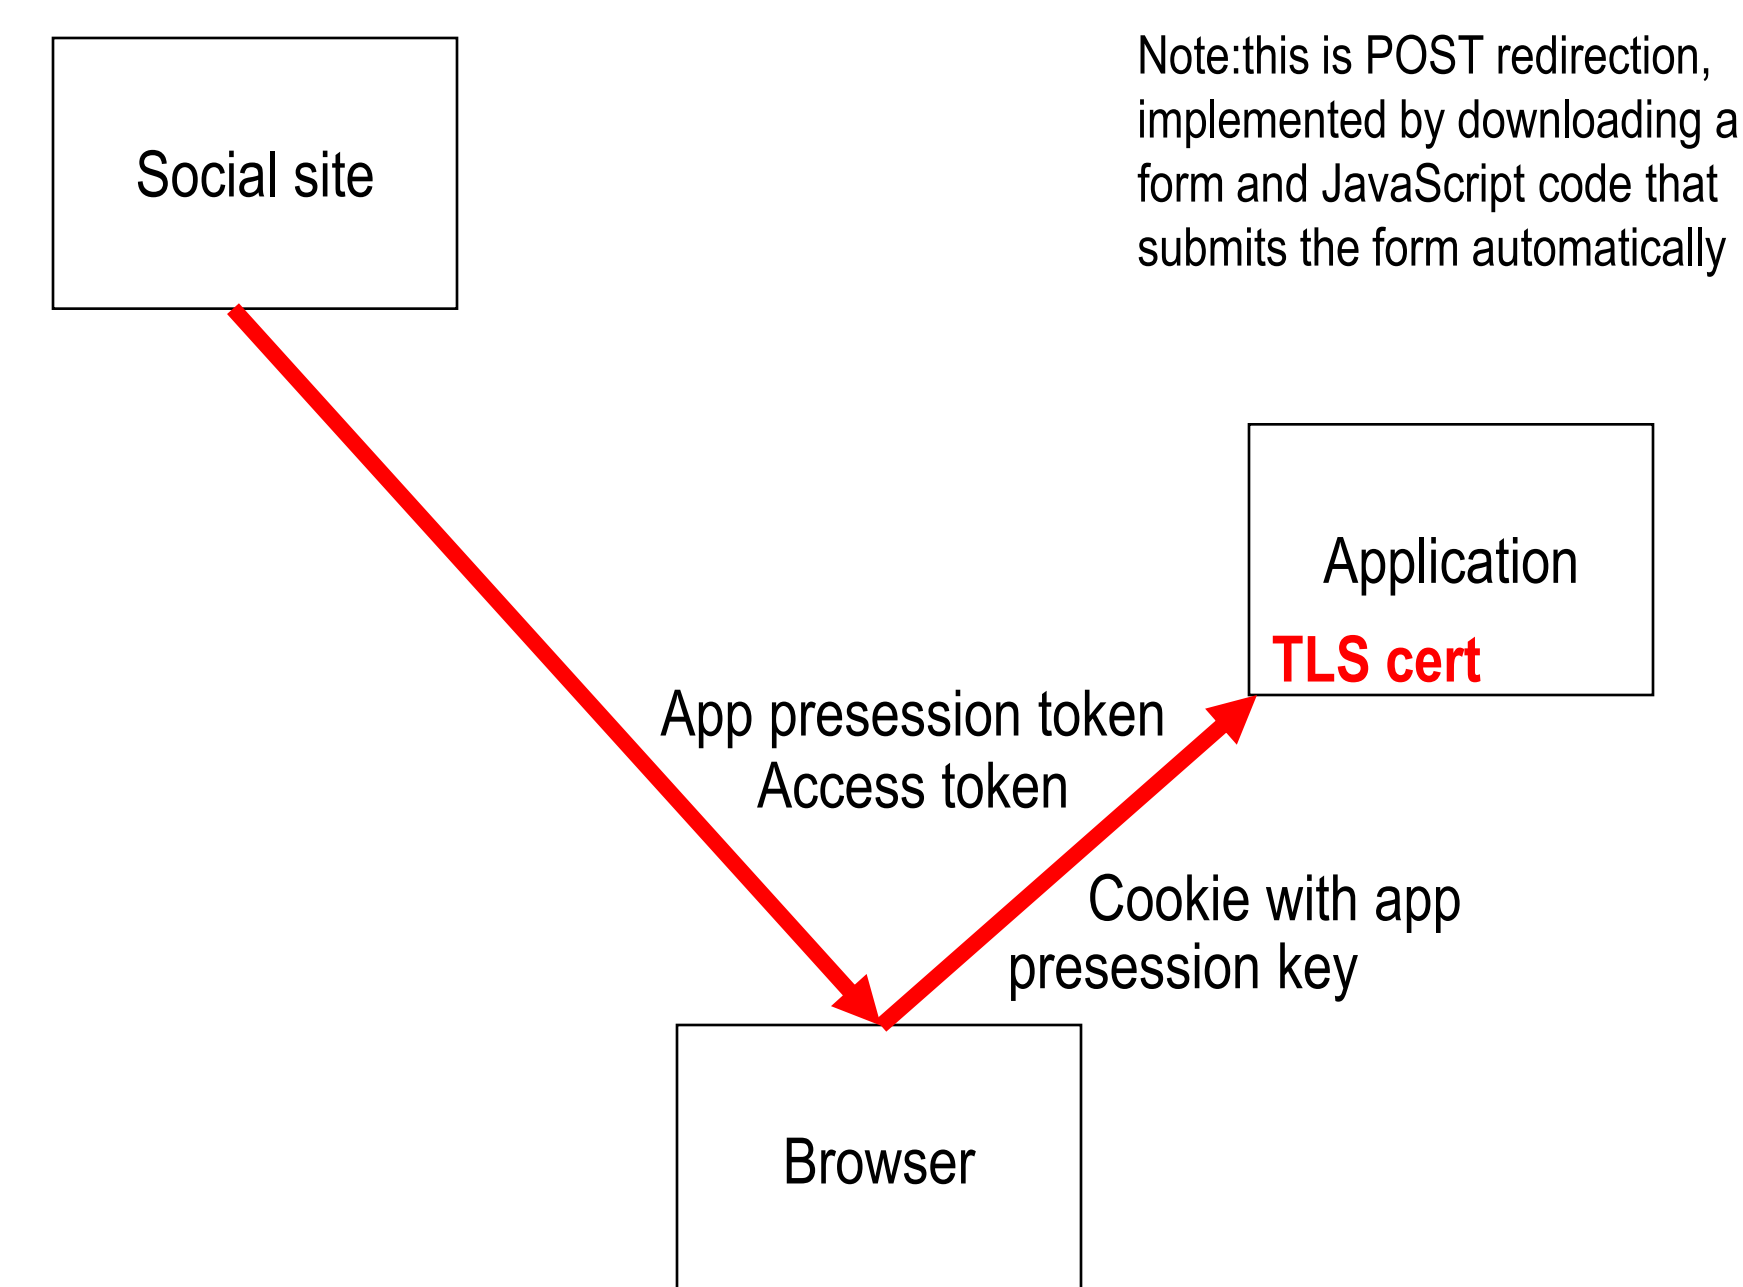 Social site
Note:this is POST redirection,
implemented by downloading a
form and JavaScript code that
submits the form automatically
Application
TLS cert
App presession token
Access token
Cookie with app
presession key
Browser